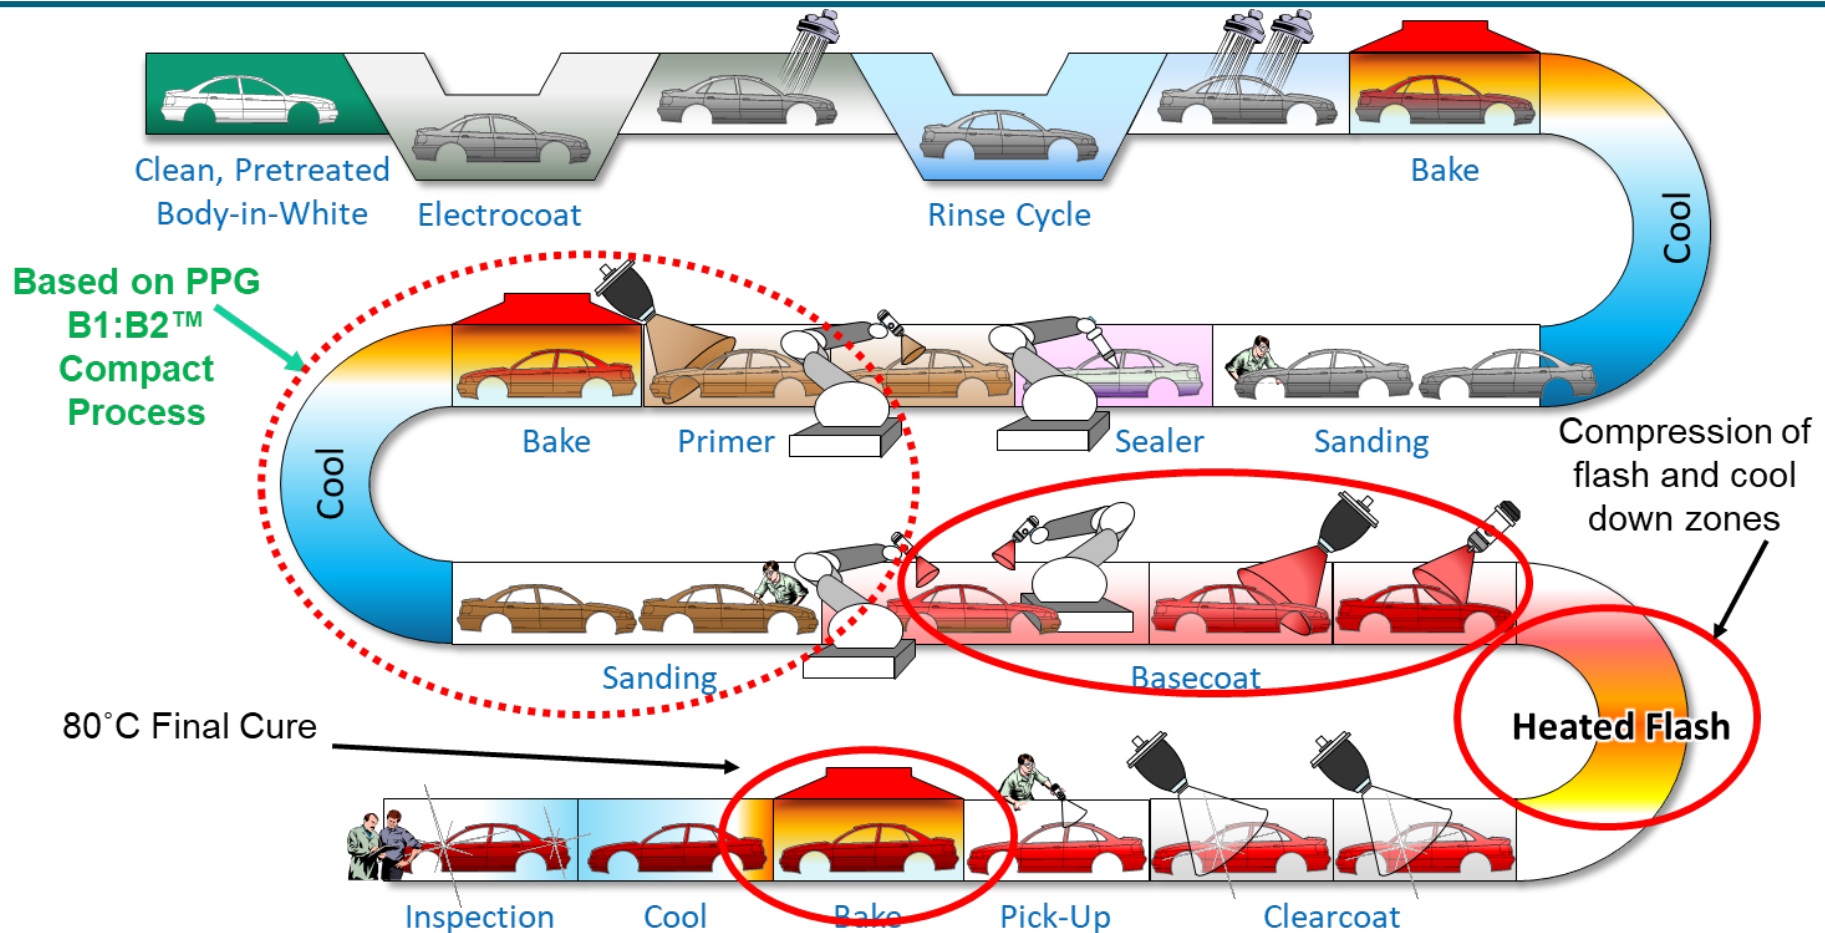 Clean, Pretreated
Body-in-White
Electrocoat
Rinse Cycle
Bake
Cool
Based on PPG
B1:B2™
Compact
Process
Cool
Bake
Primer
Sealer
Sanding
Compression of
flash and cool
down zones
Sanding
Basecoat
Heated Flash
80°C Final Cure
Inspection
Cool
Bake
Pick-Up
Clearcoat